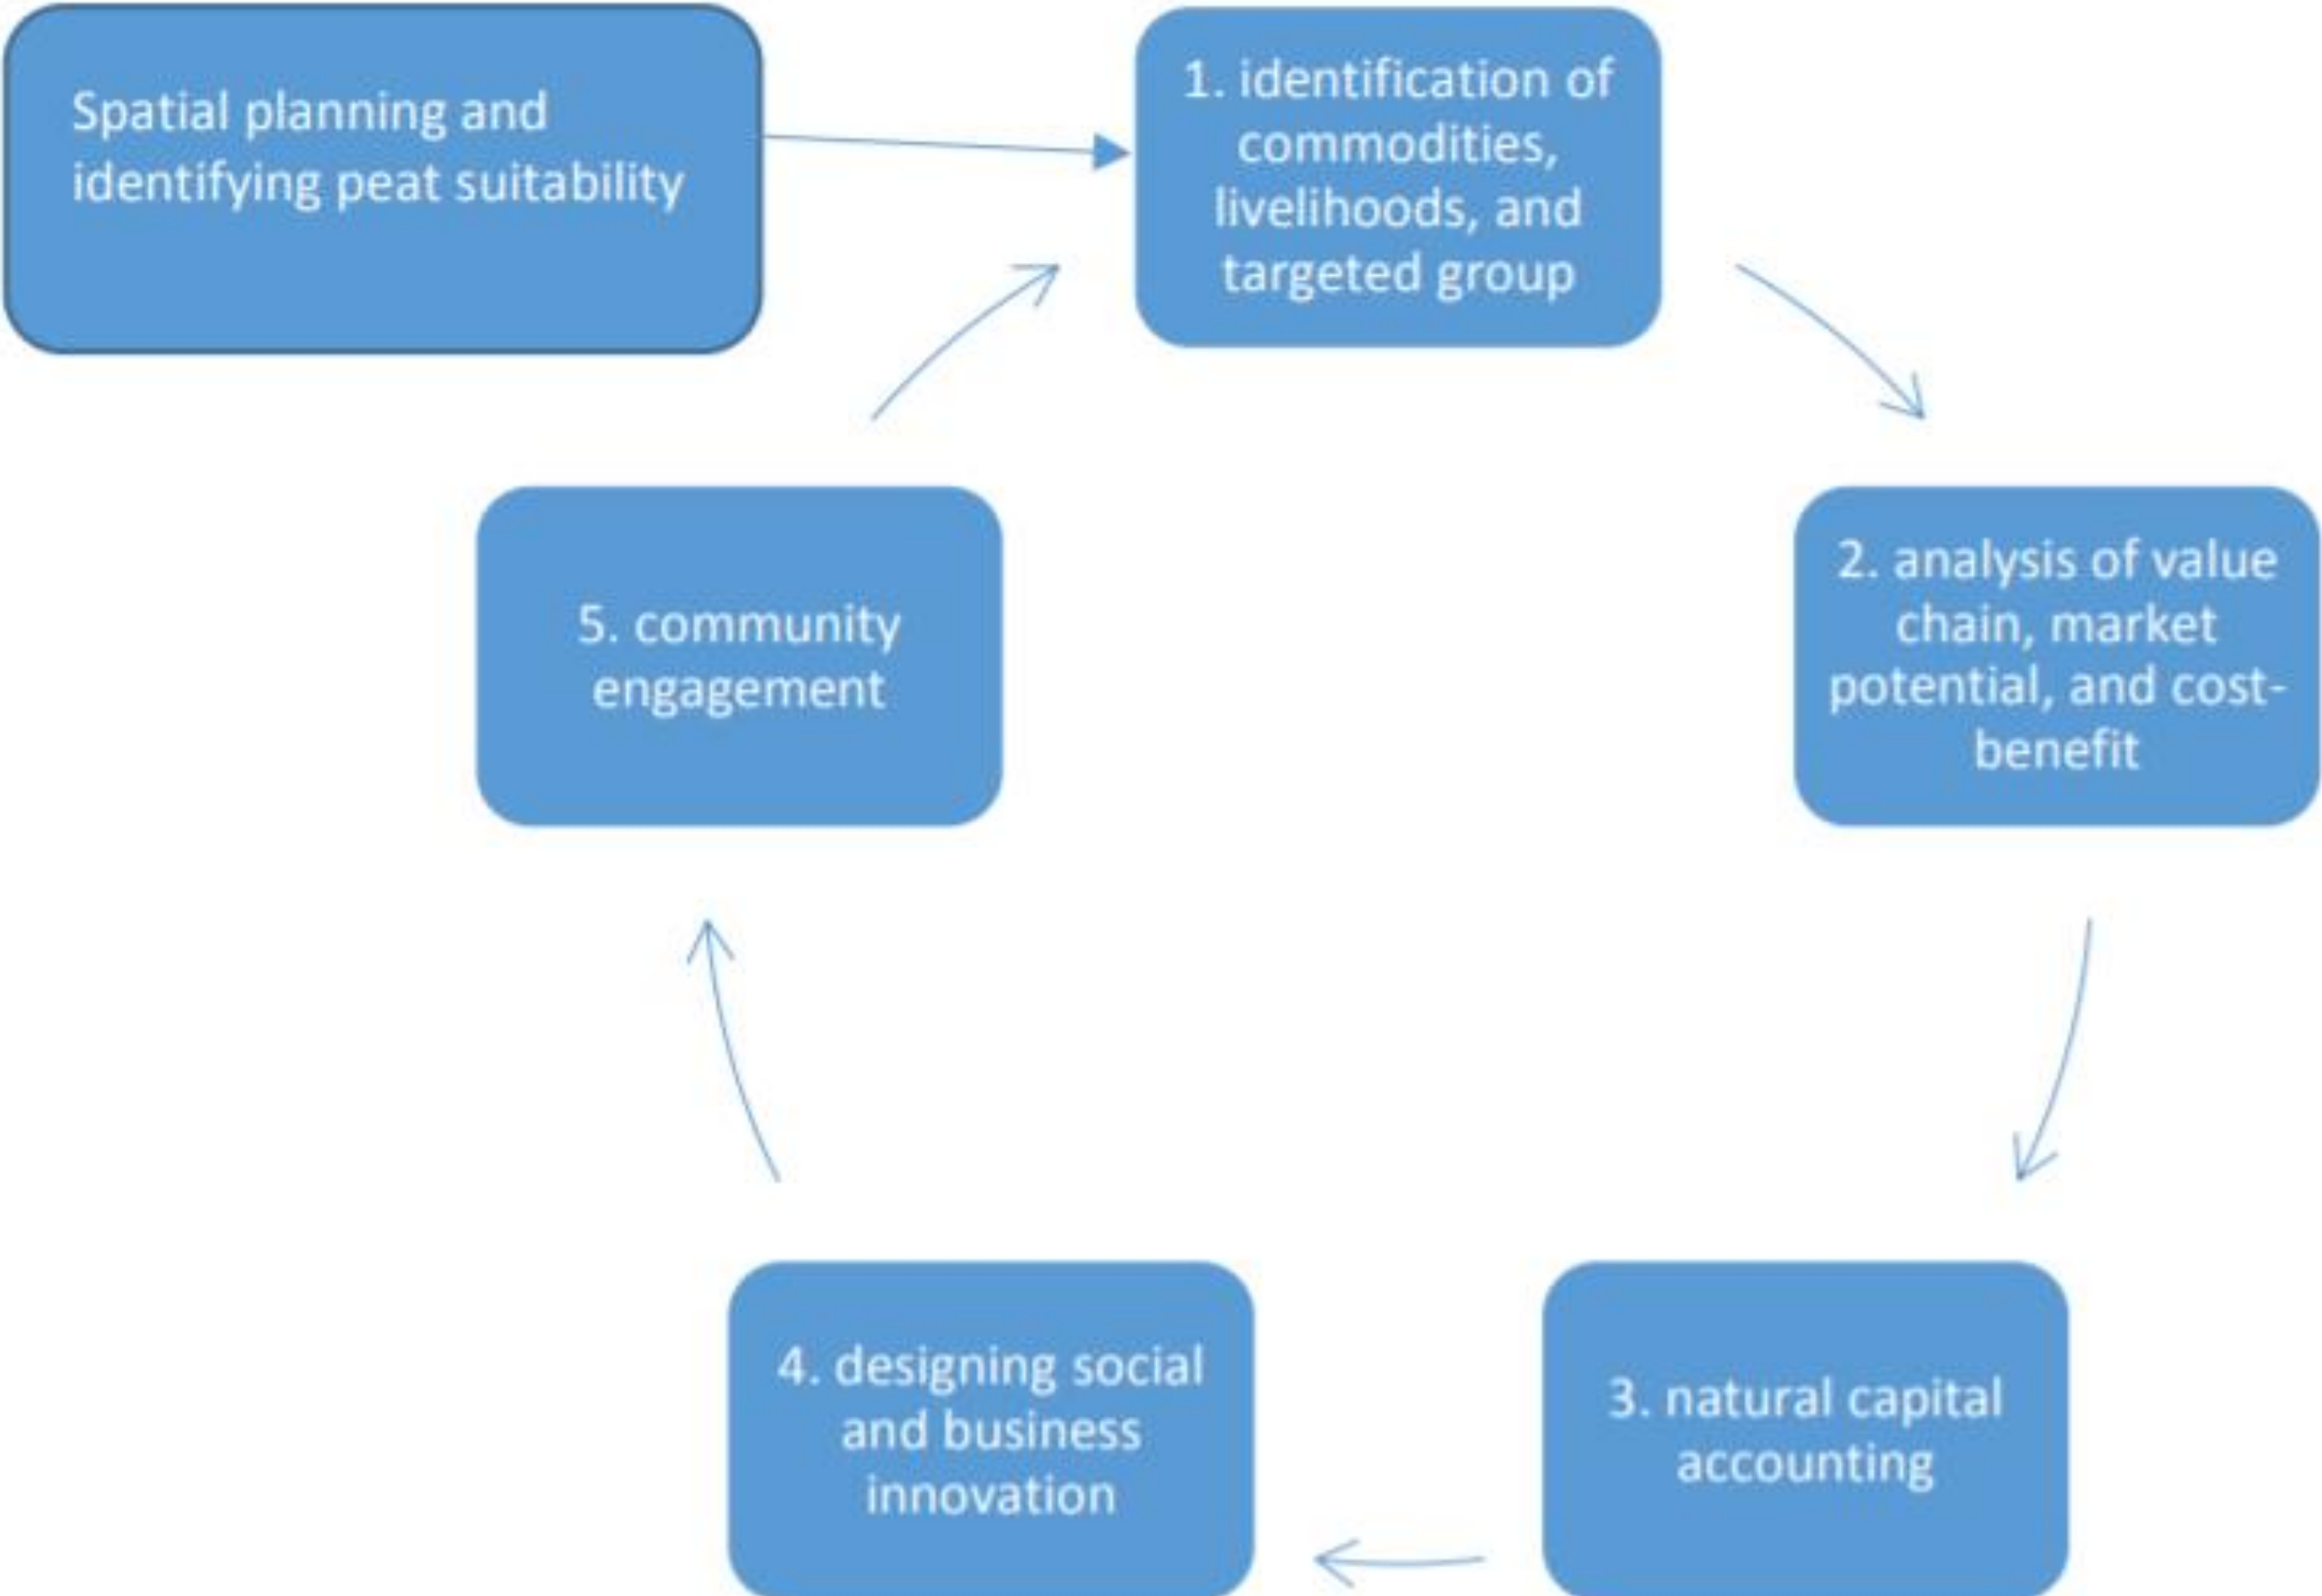 Spatial planning and
identifying peat suitability
1. identification of
commodities,
livelihoods, and
targeted group
2. analysis of value
chain, market
potential, and cost-
benefit
3. natural capital
accounting
4. designing social
and business
innovation
5. community
engagement